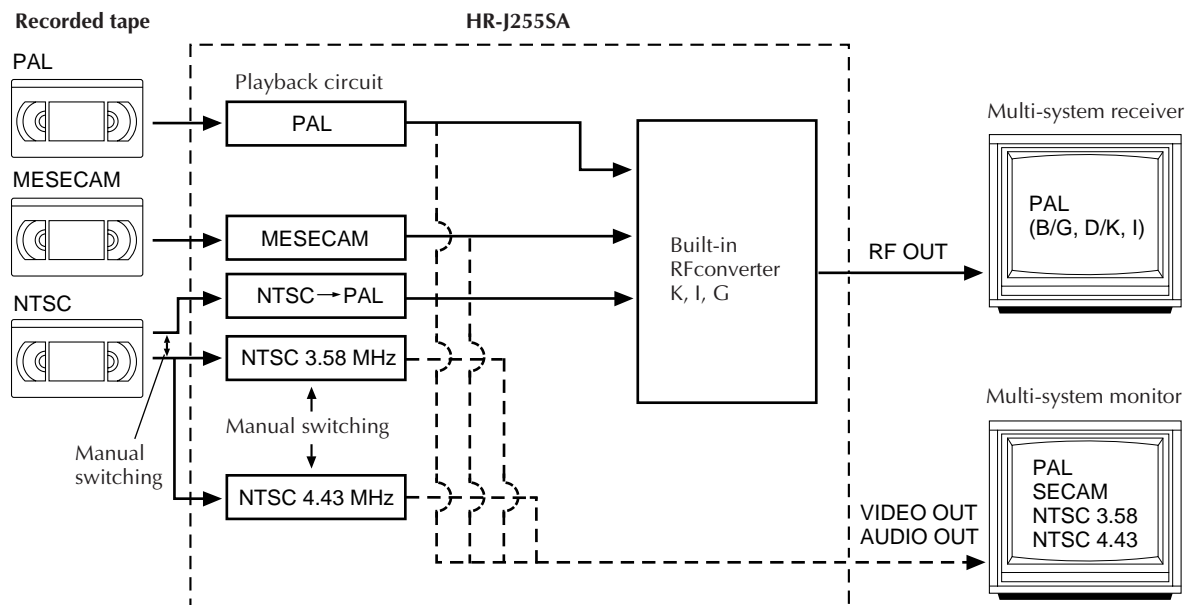 Recorded tape
HR-J255SA
PAL
Playback circuit
PAL
Multi-system receiver
MESECAM
PAL
(B/G, D/K, I)
MESECAM
Built-in
RFconverter
K, I, G
RF OUT
NTSC
NTSC→PAL
NTSC 3.58 MHz
Manual switching
Manual
switching
Multi-system monitor
NTSC 4.43 MHz
PAL
SECAM
NTSC 3.58
NTSC 4.43
VIDEO OUT
AUDIO OUT